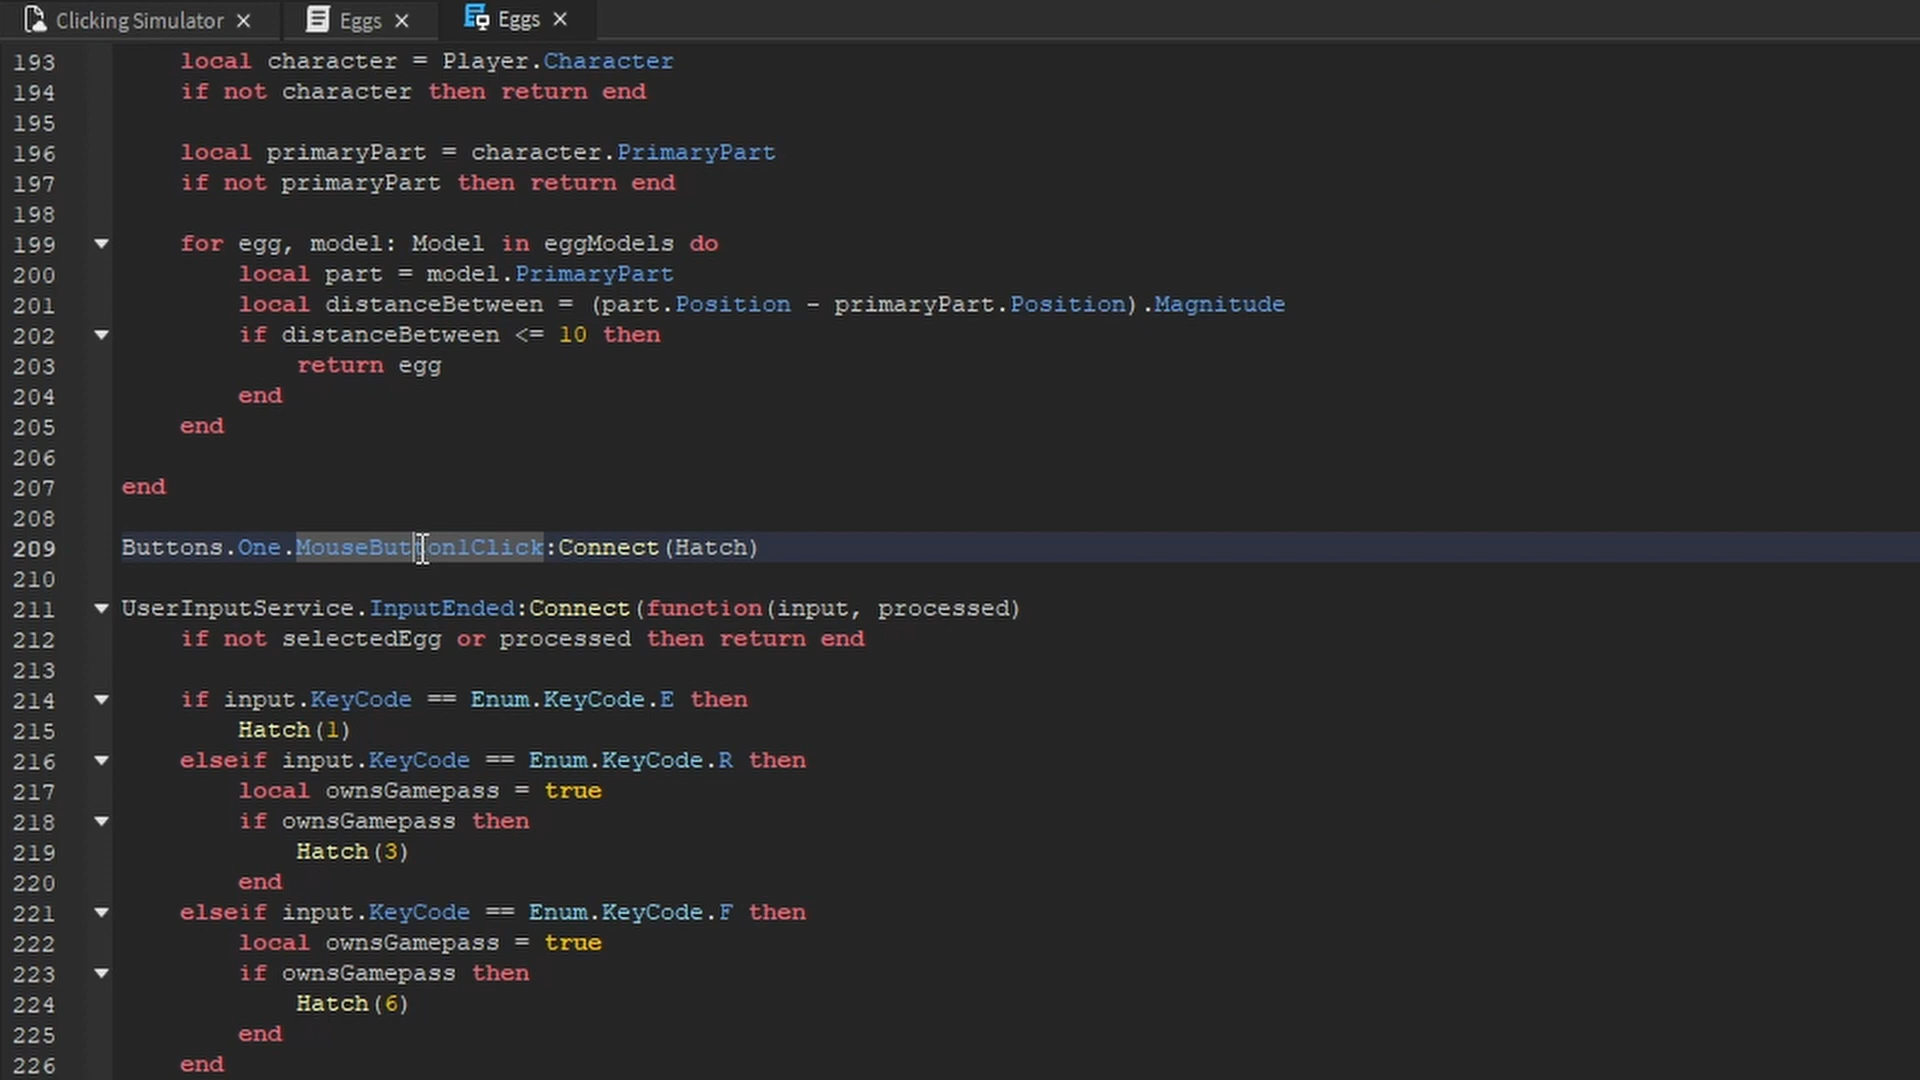 Clicking Simulator × Eggs × Eggs ×
193 local character = Player.Character
194 if not character then return end
195
196 local primaryPart = character.PrimaryPart
197 if not primaryPart then return end
198
199 for egg, model: Model in eggModels do
200 local part = model.PrimaryPart
201 local distanceBetween = (part.Position - primaryPart.Position).Magnitude
202 if distanceBetween <= 10 then
203 return egg
204 end
205 end
206
207 end
208
209 Buttons.One.MouseButton1Click:Connect(Hatch)
210
211 UserInputService.InputEnded:Connect(function(input, processed)
212 if not selectedEgg or processed then return end
213
214 if input.KeyCode == Enum.KeyCode.E then
215 Hatch(1)
216 elseif input.KeyCode == Enum.KeyCode.R then
217 local ownsGamepass = true
218 if ownsGamepass then
219 Hatch(3)
220 end
221 elseif input.KeyCode == Enum.KeyCode.F then
222 local ownsGamepass = true
223 if ownsGamepass then
224 Hatch(6)
225 end
226 end